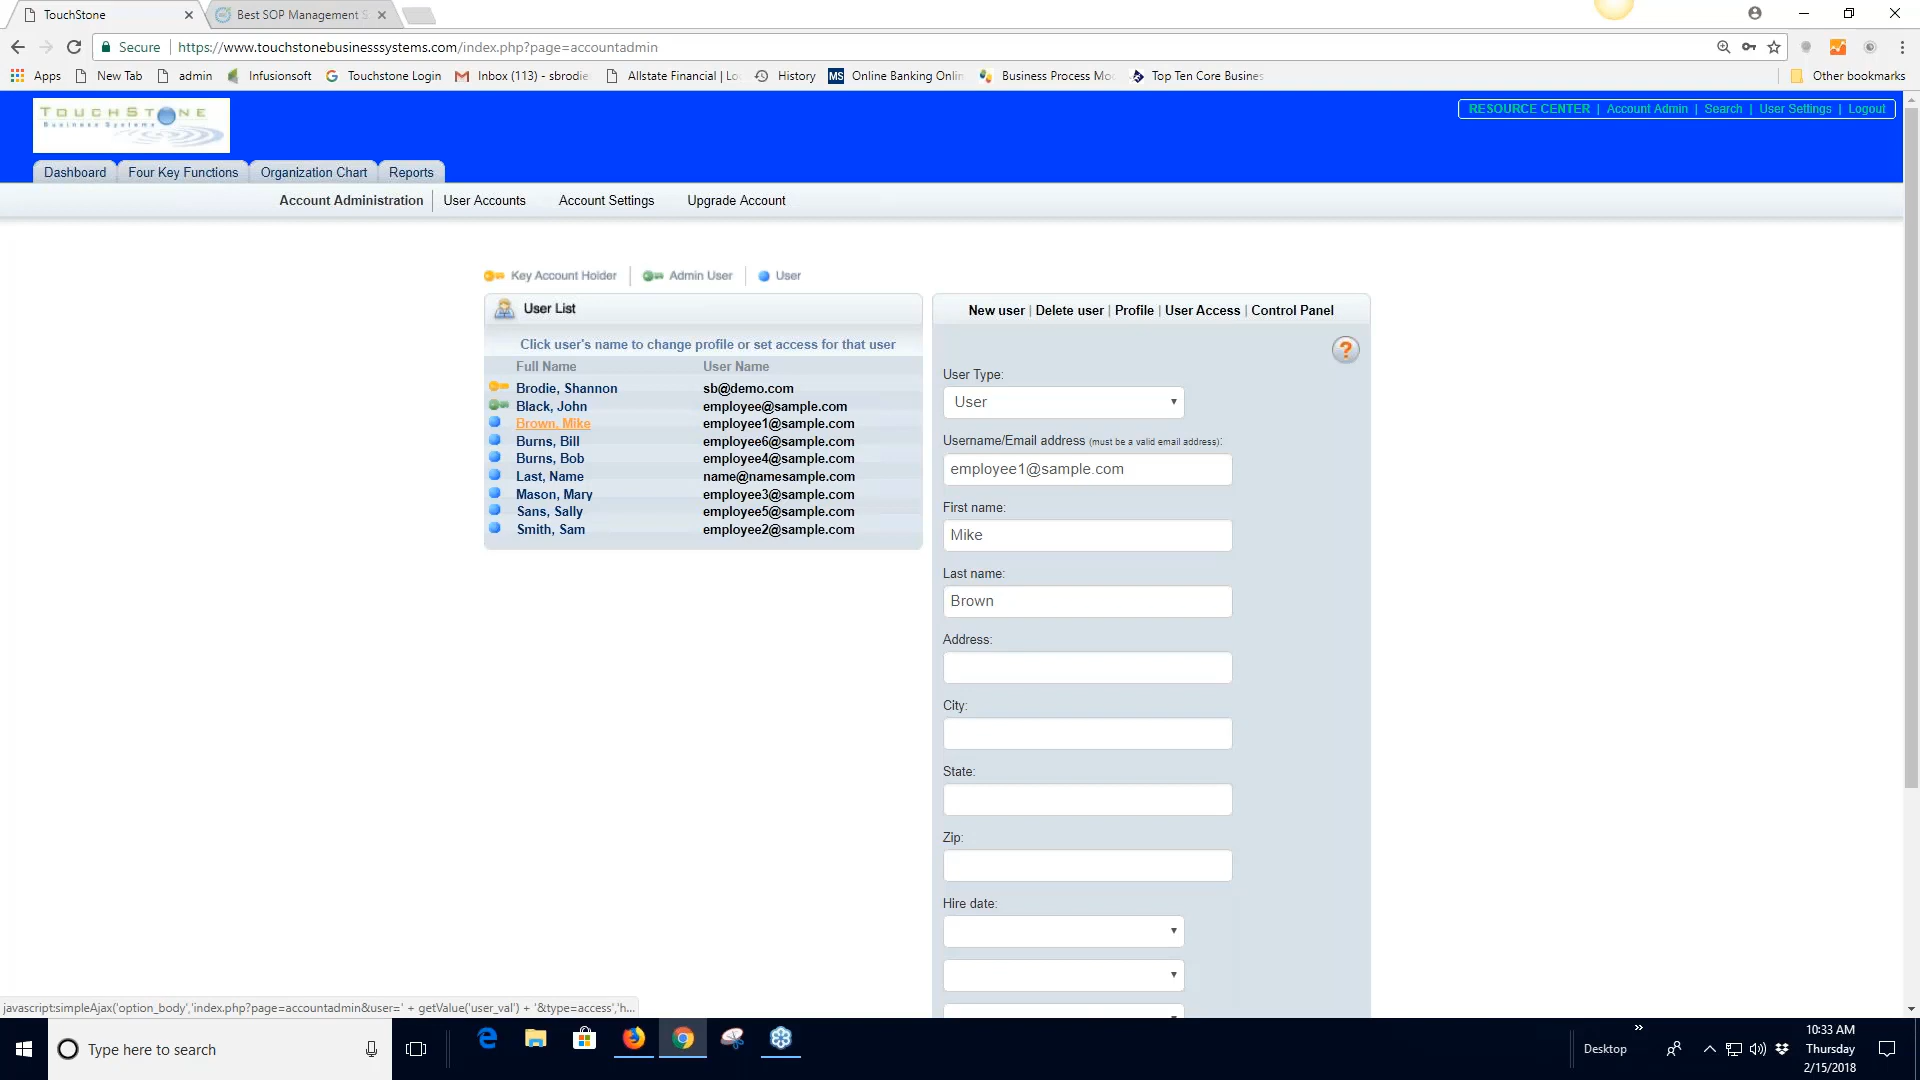 TouchStone
Best SOP Management S
Secure
https://www.touchstonebusinesssystems.com/index.php?page=accountadmin
Apps
New Tab
admin
Infusionsoft
Touchstone Login
Inbox (113) - sbrodie
Allstate Financial | Lo
History
MS
Online Banking Onlin
Business Process Mo
Top Ten Core Busines
Other bookmarks
TOUCHSTONE
Business Systems
RESOURCE CENTER | Account Admin | Search | User Settings | Logout
Dashboard
Four Key Functions
Organization Chart
Reports
Account Administration
User Accounts
Account Settings
Upgrade Account
Key Account Holder
Admin User
User
User List
Click user's name to change profile or set access for that user
Full Name
User Name
Brodie, Shannon
sb@demo.com
Black, John
employee@sample.com
Brown, Mike
employee1@sample.com
Burns, Bill
employee6@sample.com
Burns, Bob
employee4@sample.com
Last, Name
name@namesample.com
Mason, Mary
employee3@sample.com
Sans, Sally
employee5@sample.com
Smith, Sam
employee2@sample.com
New user | Delete user | Profile | User Access | Control Panel
?
User Type:
User
Username/Email address (must be a valid email address):
employee1@sample.com
First name:
Mike
Last name:
Brown
Address:
City:
State:
Zip:
Hire date:
javascript:simpleAjax('option_body','index.php?page=accountadmin&user=' + getValue('user_val') + '&type=access','h...
Type here to search
Desktop
10:33 AM
Thursday
2/15/2018